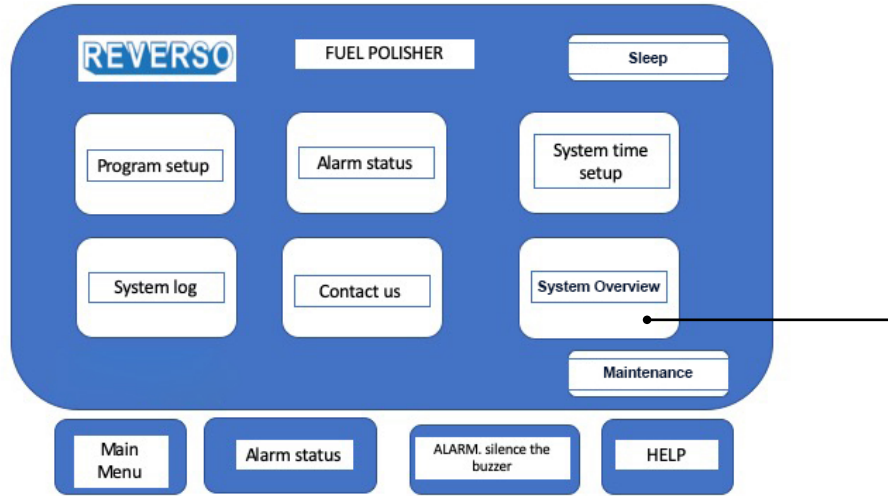 REVERSO
FUEL POLISHER
Sleep
Program setup
Alarm status
System time
setup
System log
Contact us
System Overview
Maintenance
Main
Menu
Alarm status
ALARM. silence the
buzzer
HELP